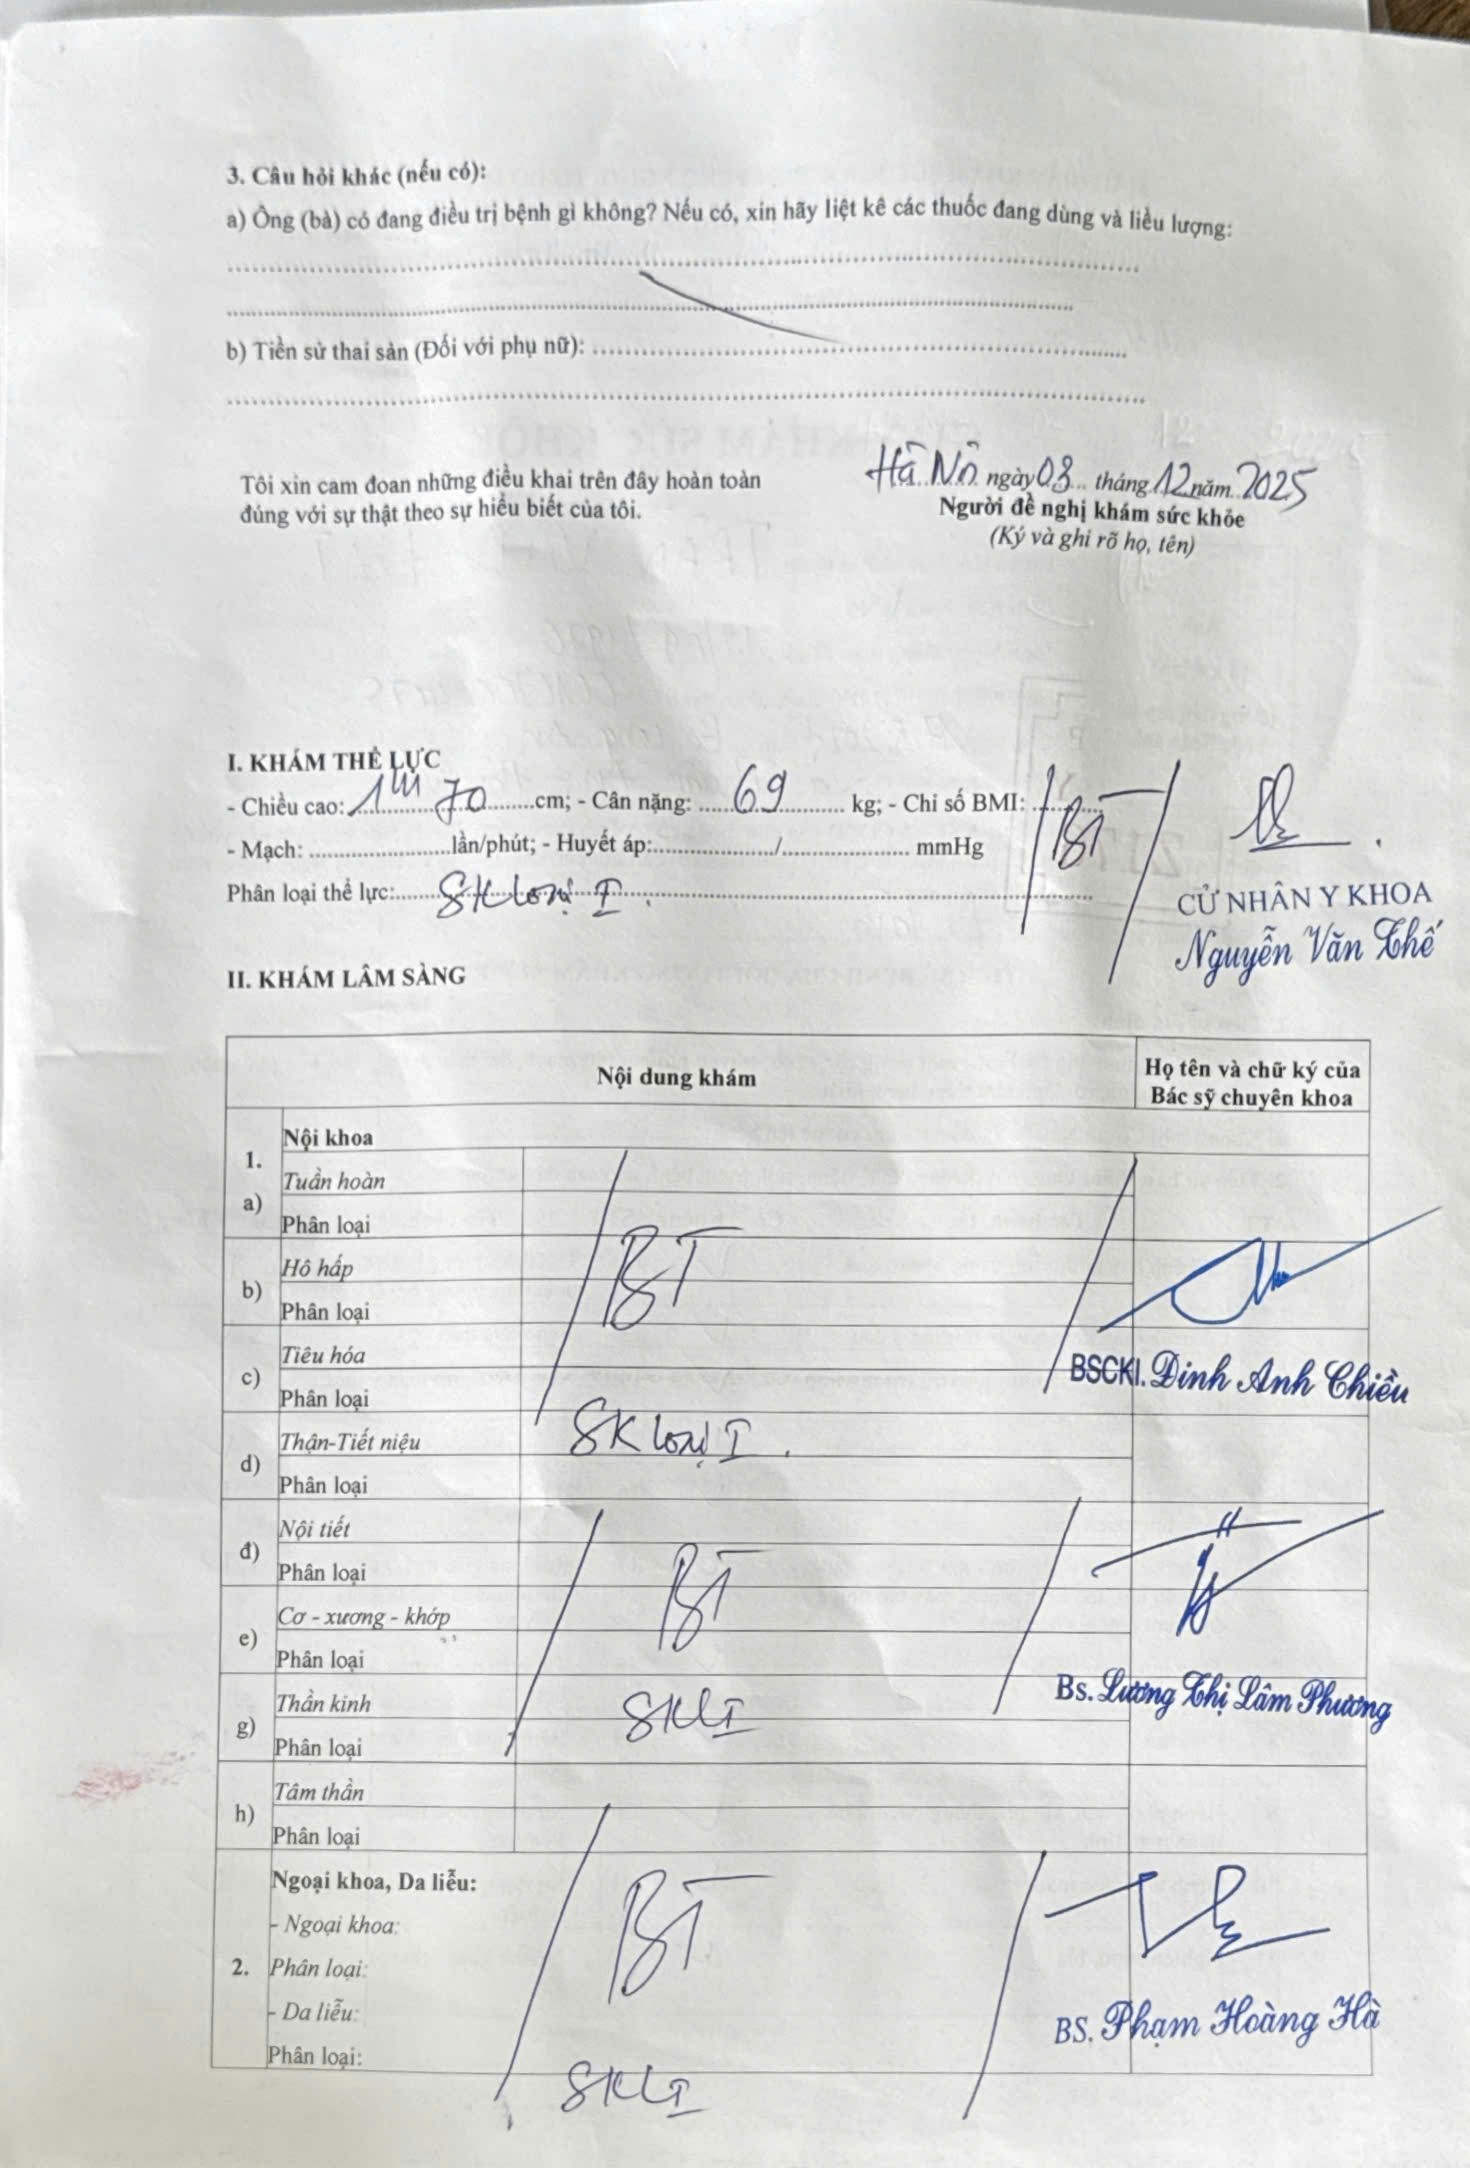 3. Câu hỏi khác (nếu có):
a) Ông (bà) có đang điều trị bệnh gì không? Nếu có, xin hãy liệt kê các thuốc đang dùng và liều lượng:
b) Tiền sử thai sản (Đối với phụ nữ):
Tôi xin cam đoan những điều khai trên đây hoàn toàn
đúng với sự thật theo sự hiểu biết của tôi.
Hà Nội ngày 03 tháng 12 năm 2025
Người đề nghị khám sức khỏe
(Ký và ghi rõ họ, tên)
I. KHÁM THỂ LỰC
- Chiều cao: 1m 70 cm; - Cân nặng: 69 kg; - Chỉ số BMI: BT
- Mạch: lần/phút; - Huyết áp: / mmHg
Phân loại thể lực: SK loại I
CỬ NHÂN Y KHOA
Nguyễn Văn Thế
II. KHÁM LÂM SÀNG
Nội dung khám
Họ tên và chữ ký của
Bác sỹ chuyên khoa
1. Nội khoa
a) Tuần hoàn
Phân loại
b) Hô hấp BT
Phân loại
c) Tiêu hóa
Phân loại
BSCKI. Đinh Anh Chiều
d) Thận-Tiết niệu SK loại I
Phân loại
đ) Nội tiết
Phân loại BT
e) Cơ - xương - khớp
Phân loại
Bs. Lương Thị Lâm Phương
g) Thần kinh SKLI
Phân loại
h) Tâm thần
Phân loại
2. Ngoại khoa, Da liễu:
- Ngoại khoa: BT
Phân loại:
- Da liễu:
BS. Phạm Hoàng Hà
Phân loại:
SKLI